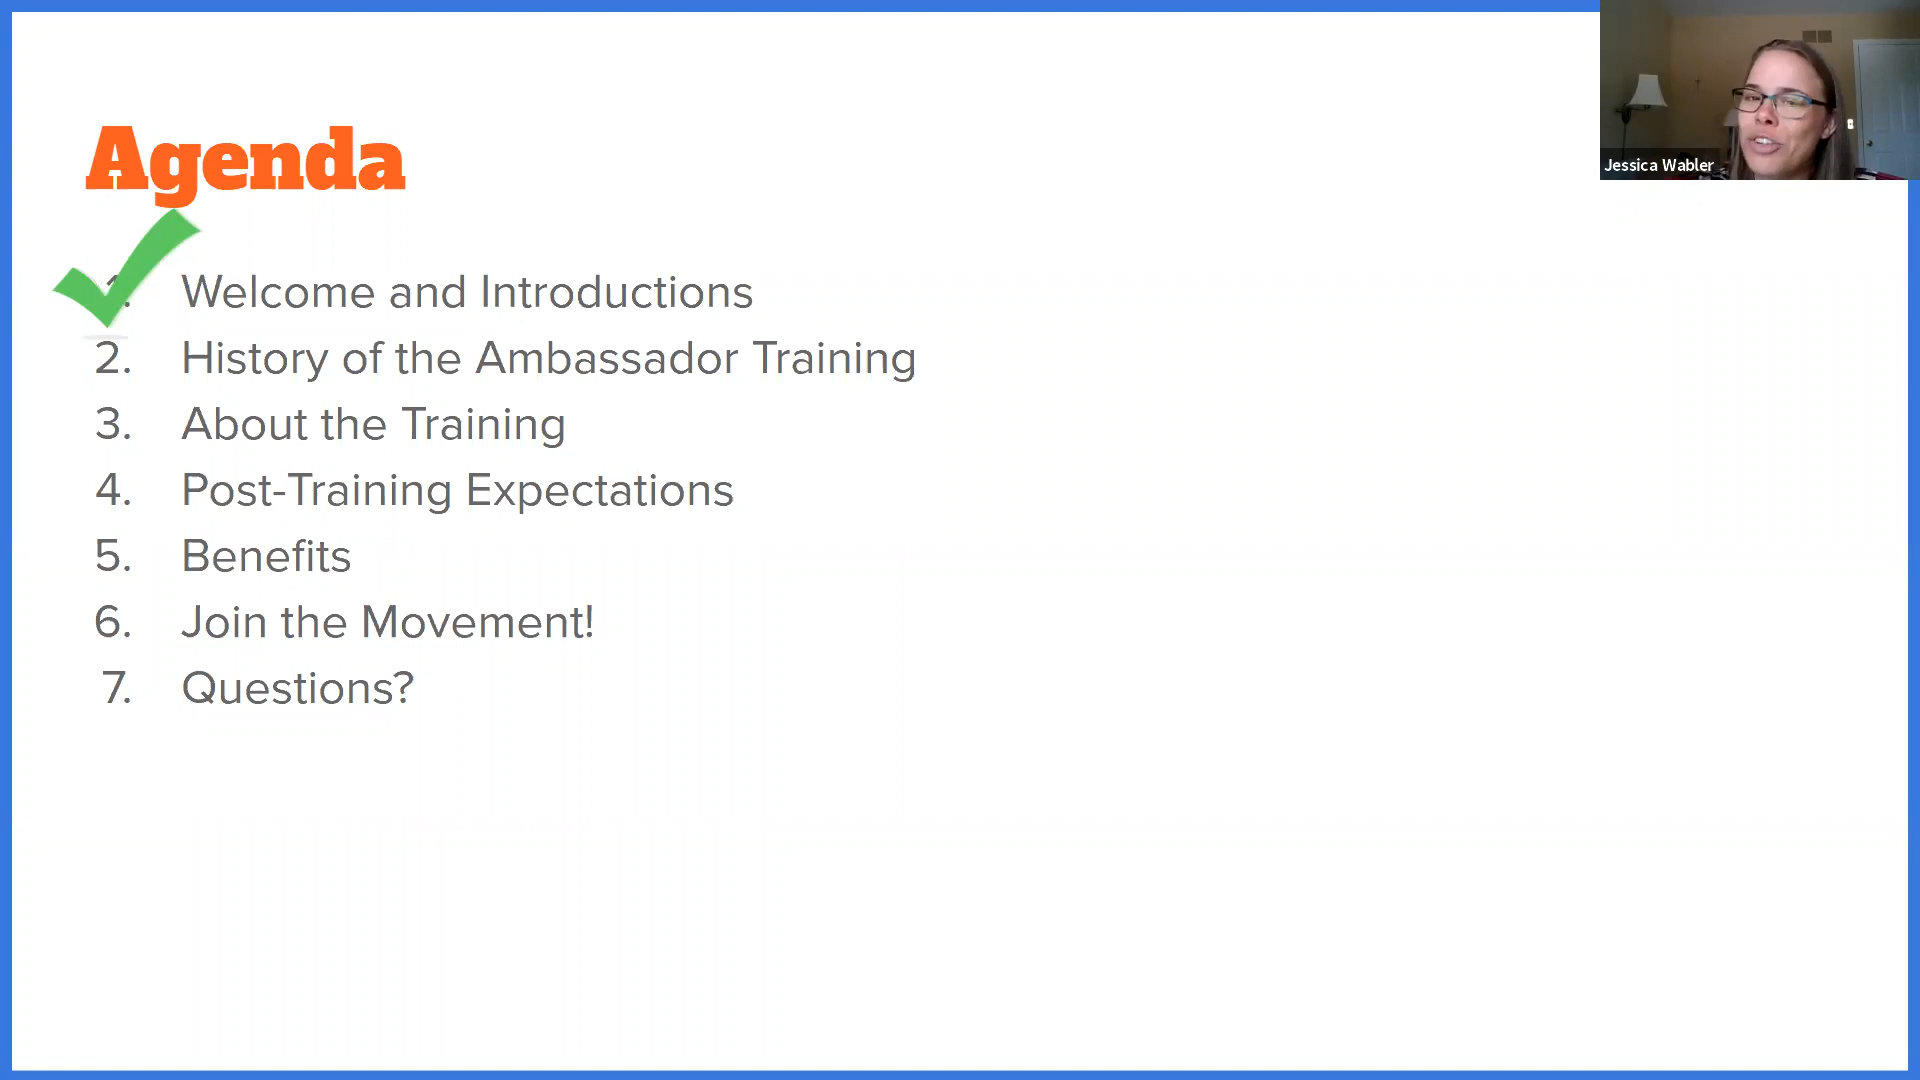 Agenda
1. Welcome and Introductions
2. History of the Ambassador Training
3. About the Training
4. Post-Training Expectations
5. Benefits
6. Join the Movement!
7. Questions?
Jessica Wabler